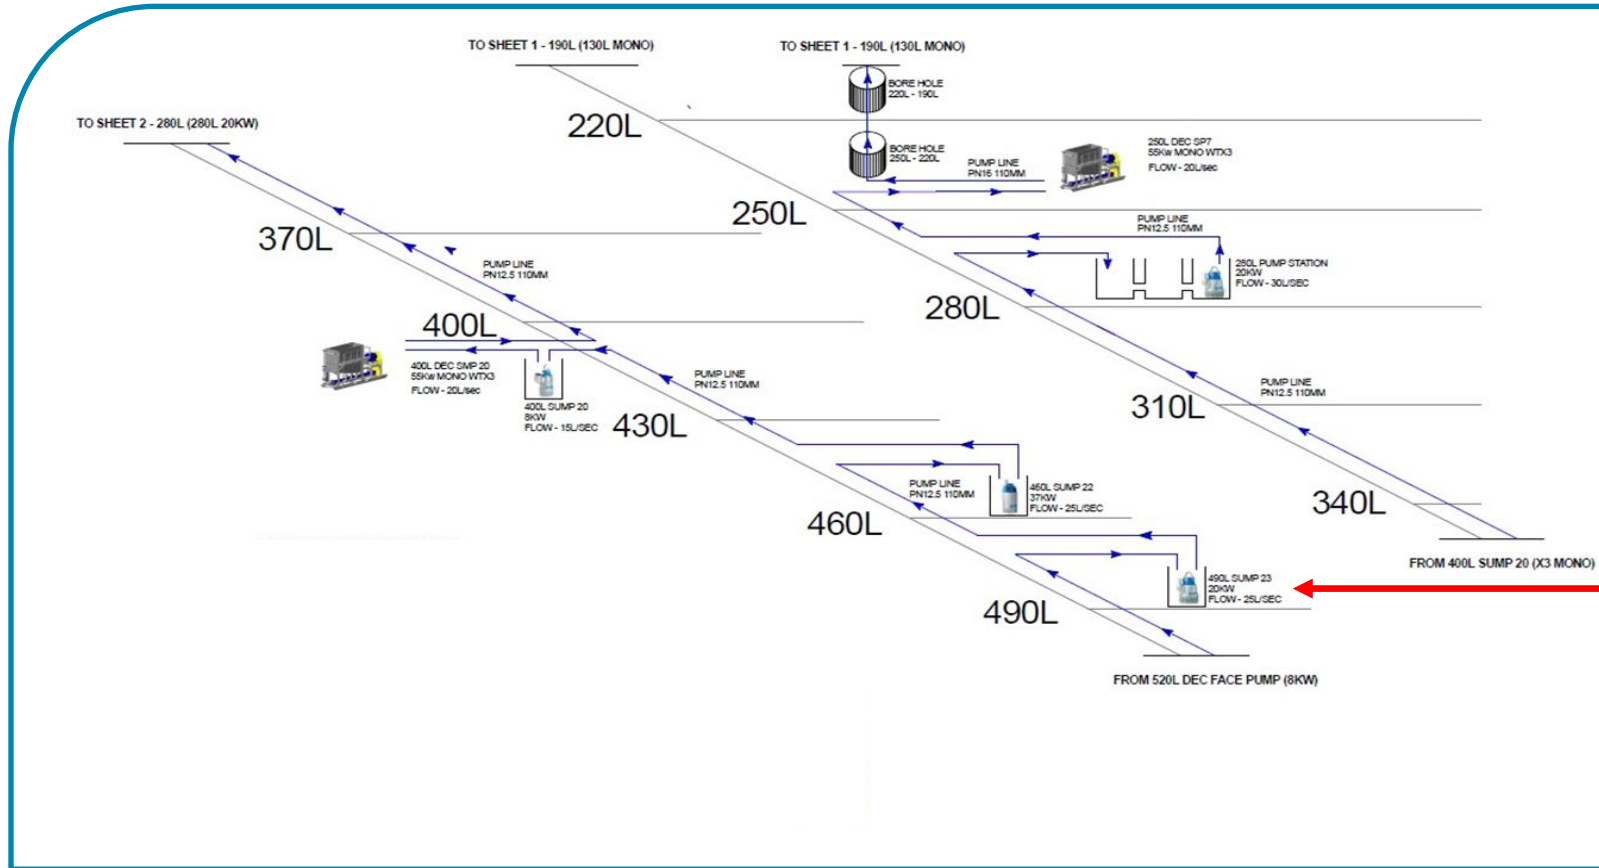 TO SHEET 1 - 190L (130L MONO)
TO SHEET 1 - 190L (130L MONO)
BORE HOLE
220L - 190L
TO SHEET 2 - 280L (280L 20KW)
220L
BORE HOLE
250L - 220L
250L DEC SP7
55Kw MONO WTX3
FLOW - 20L/sec
PUMP LINE
PN16 110MM
250L
PUMP LINE
PN12.5 110MM
370L
PUMP LINE
PN12.5 110MM
280L PUMP STATION
20KW
FLOW - 30L/SEC
280L
400L
400L DEC SMP 20
55Kw MONO WTX3
FLOW - 20L/sec
PUMP LINE
PN12.5 110MM
PUMP LINE
PN12.5 110MM
400L SUMP 20
8KW
FLOW - 15L/SEC
430L
310L
PUMP LINE
PN12.5 110MM
460L SUMP 22
37KW
FLOW - 25L/SEC
460L
340L
FROM 400L SUMP 20 (X3 MONO)
490L SUMP 23
20KW
FLOW - 25L/SEC
490L
FROM 520L DEC FACE PUMP (8KW)